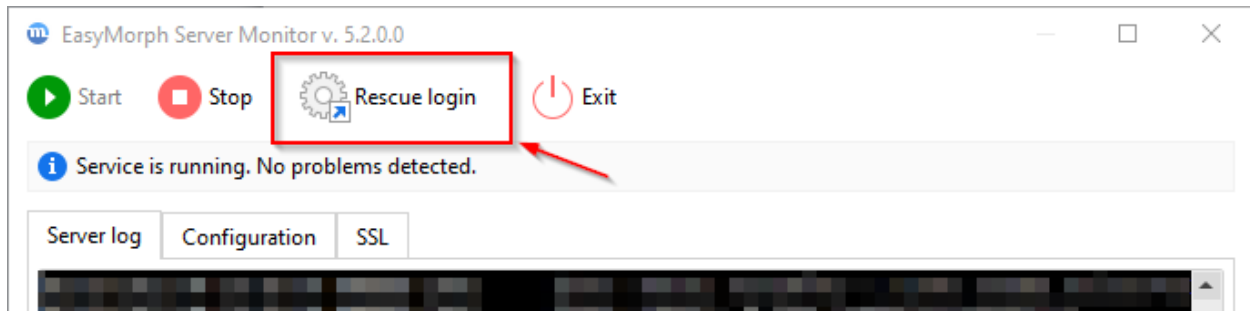 EasyMorph Server Monitor v. 5.2.0.0
Start Stop Rescue login Exit
Service is running. No problems detected.
Server log Configuration SSL